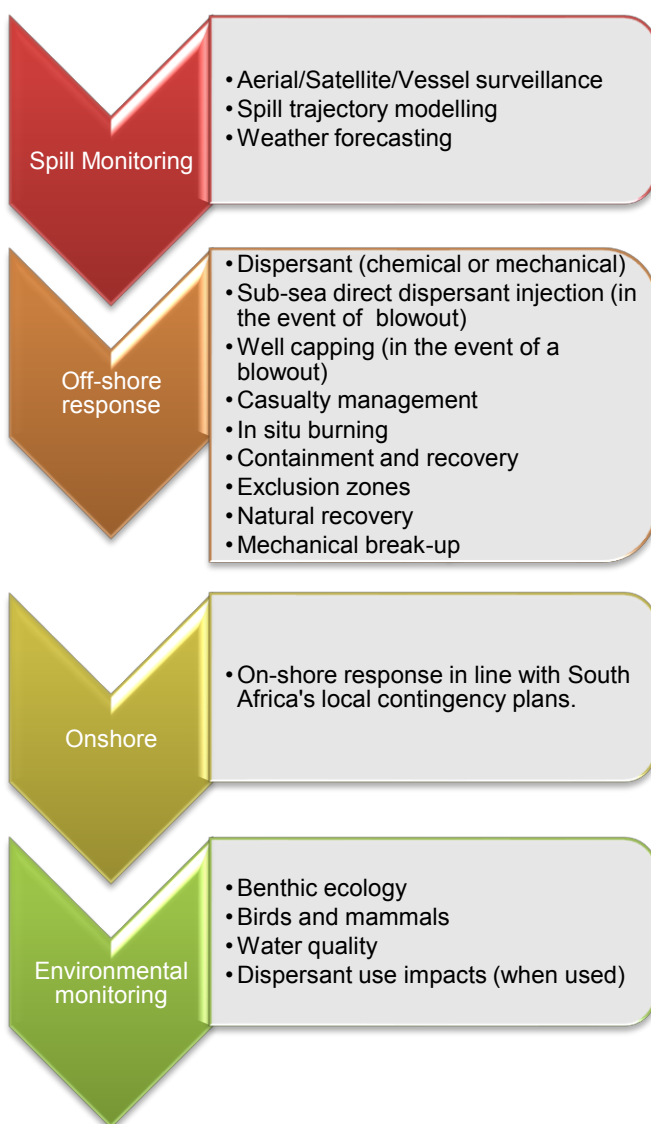 Spill Monitoring
•Aerial/Satellite/Vessel surveillance
•Spill trajectory modelling
•Weather forecasting
Off-shore
response
•Dispersant (chemical or mechanical)
•Sub-sea direct dispersant injection (in
the event of  blowout)
•Well capping (in the event of a
blowout)
•Casualty management
•In situ burning
•Containment and recovery
•Exclusion zones
•Natural recovery
•Mechanical break-up
Onshore
•On-shore response in line with South
Africa's local contingency plans.
Environmental
monitoring
•Benthic ecology
•Birds and mammals
•Water quality
•Dispersant use impacts (when used)